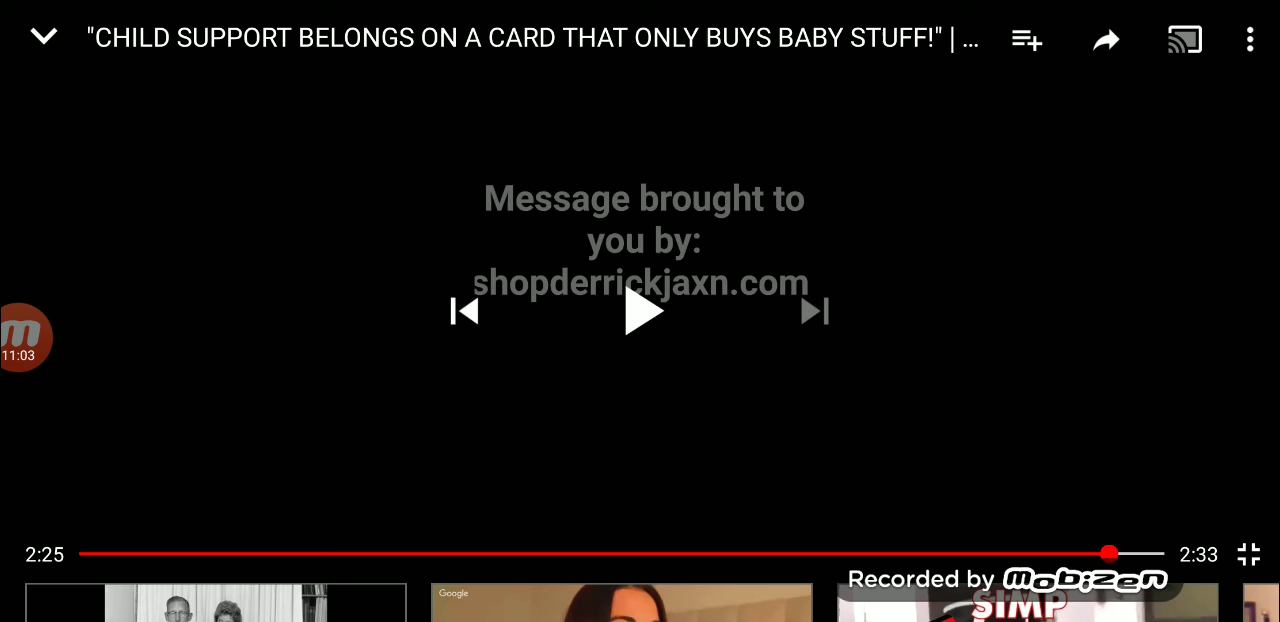 "CHILD SUPPORT BELONGS ON A CARD THAT ONLY BUYS BABY STUFF!" | ...
Message brought to
you by:
shopderrickjaxn.com
m
11:03
2:25
2:33
Recorded by mobizen
Google
SIMP